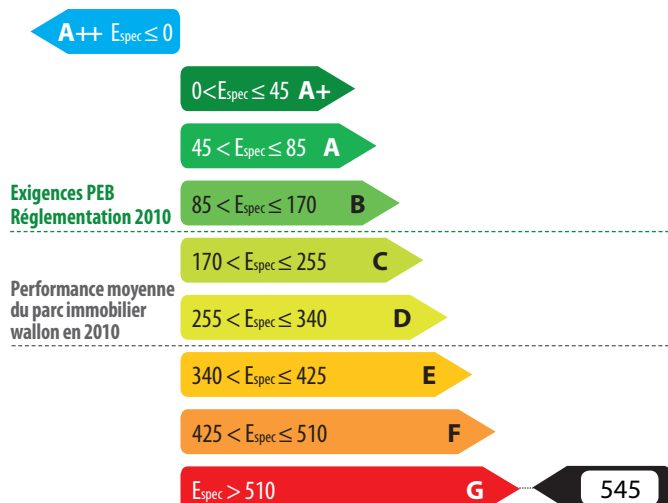 A++ Espec ≤ 0
0 < Espec ≤ 45 A+
45 < Espec ≤ 85 A
Exigences PEB
Réglementation 2010
85 < Espec ≤ 170 B
170 < Espec ≤ 255 C
Performance moyenne
du parc immobilier
wallon en 2010
255 < Espec ≤ 340 D
340 < Espec ≤ 425 E
425 < Espec ≤ 510 F
Espec > 510 G 545